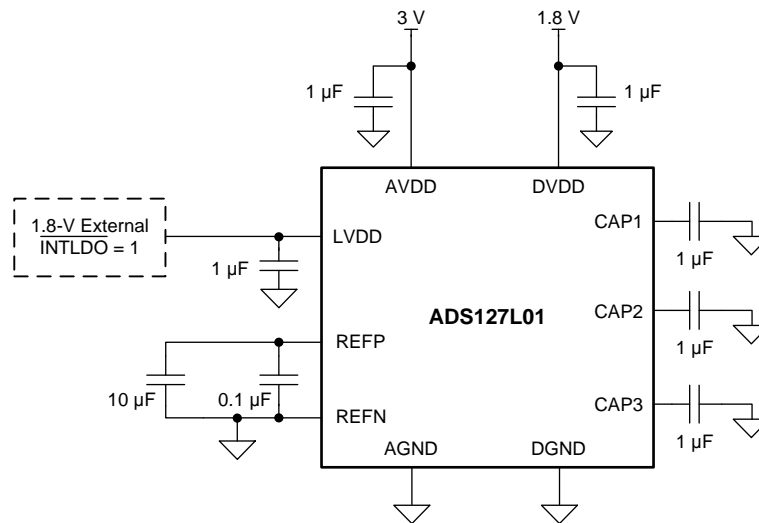 3 V
1.8 V
1 µF
1 µF
AVDD
DVDD
1.8-V External
INTLDO = 1
LVDD
CAP1
1 µF
1 µF
ADS127L01
CAP2
1 µF
REFP
10 µF
0.1 µF
REFN
CAP3
1 µF
AGND
DGND